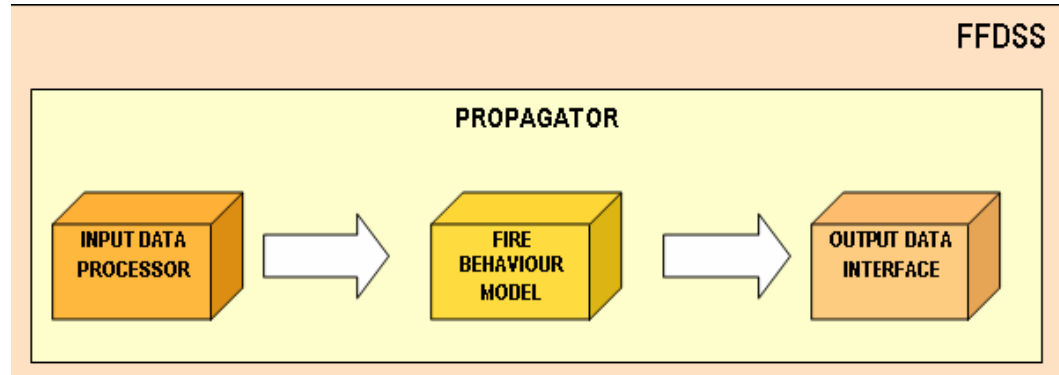 FFDSS
PROPAGATOR
INPUT DATA
PROCESSOR
FIRE
BEHAVIOUR
MODEL
OUTPUT DATA
INTERFACE